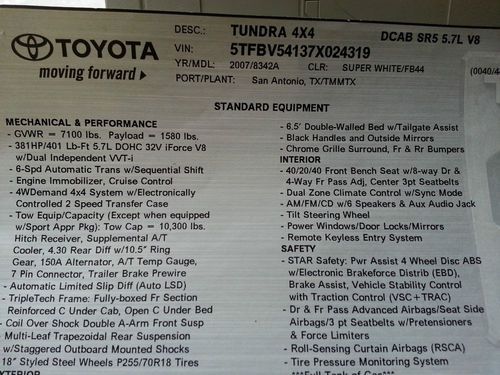 TOYOTA
moving forward
DESC.: TUNDRA 4X4 DCAB SR5 5.7L V8
VIN: 5TFBV54137X024319
YR/MDL: 2007/8342A CLR: SUPER WHITE/FB44
PORT/PLANT: San Antonio, TX/TMMTX
(0040/4
STANDARD EQUIPMENT
MECHANICAL & PERFORMANCE
- GVWR = 7100 lbs. Payload = 1580 lbs.
- 381HP/401 Lb-Ft 5.7L DOHC 32V iForce V8
w/Dual Independent VVT-i
- 6-Spd Automatic Trans w/Sequential Shift
- Engine Immobilizer, Cruise Control
- 4WDemand 4x4 System w/Electronically
Controlled 2 Speed Transfer Case
- Tow Equip/Capacity (Except when equipped
w/Sport Appr Pkg): Tow Cap = 10,300 lbs.
Hitch Receiver, Supplemental A/T
Cooler, 4.30 Rear Diff w/10.5" Ring
Gear, 150A Alternator, A/T Temp Gauge,
7 Pin Connector, Trailer Brake Prewire
- Automatic Limited Slip Diff (Auto LSD)
- TripleTech Frame: Fully-boxed Fr Section
Reinforced C Under Cab, Open C Under Bed
- Coil Over Shock Double A-Arm Front Susp
- Multi-Leaf Trapezoidal Rear Suspension
w/Staggered Outboard Mounted Shocks
18" Styled Steel Wheels P255/70R18 Tires
EXTERIOR
- 6.5' Double-Walled Bed w/Tailgate Assist
- Black Handles and Outside Mirrors
- Chrome Grille Surround, Fr & Rr Bumpers
INTERIOR
- 40/20/40 Front Bench Seat w/8-way Dr &
4-Way Fr Pass Adj, Center 3pt Seatbelts
- Dual Zone Climate Control w/Sync Mode
- AM/FM/CD w/6 Speakers & Aux Audio Jack
- Tilt Steering Wheel
- Power Windows/Door Locks/Mirrors
- Remote Keyless Entry System
SAFETY
- STAR Safety: Pwr Assist 4 Wheel Disc ABS
w/Electronic Brakeforce Distrib (EBD),
Brake Assist, Vehicle Stability Control
with Traction Control (VSC+TRAC)
- Dr & Fr Pass Advanced Airbags/Seat Side
Airbags/3 pt Seatbelts w/Pretensioners
& Force Limiters
- Roll-Sensing Curtain Airbags (RSCA)
- Tire Pressure Monitoring System
***Full Tank of Gas***